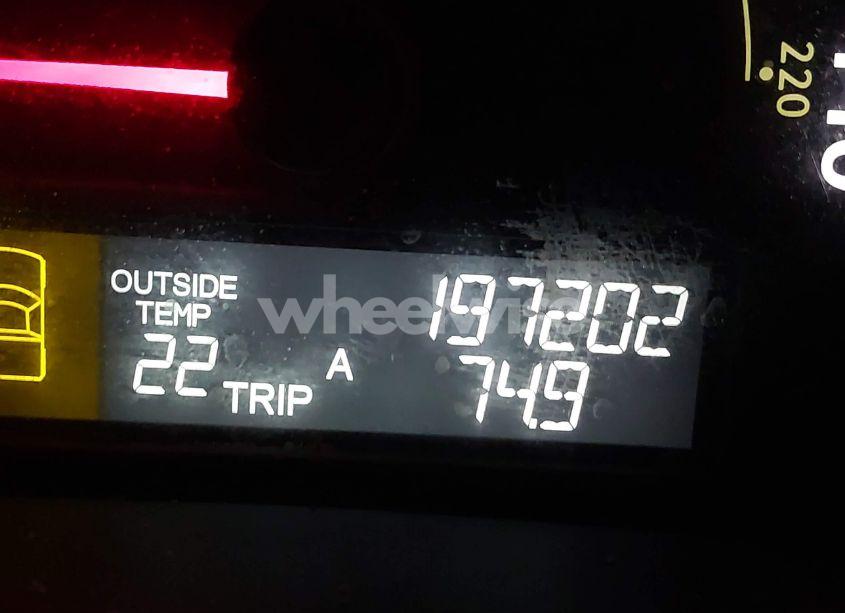 220
OUTSIDE
TEMP
22
TRIP A
197202
74.9
wheelwise